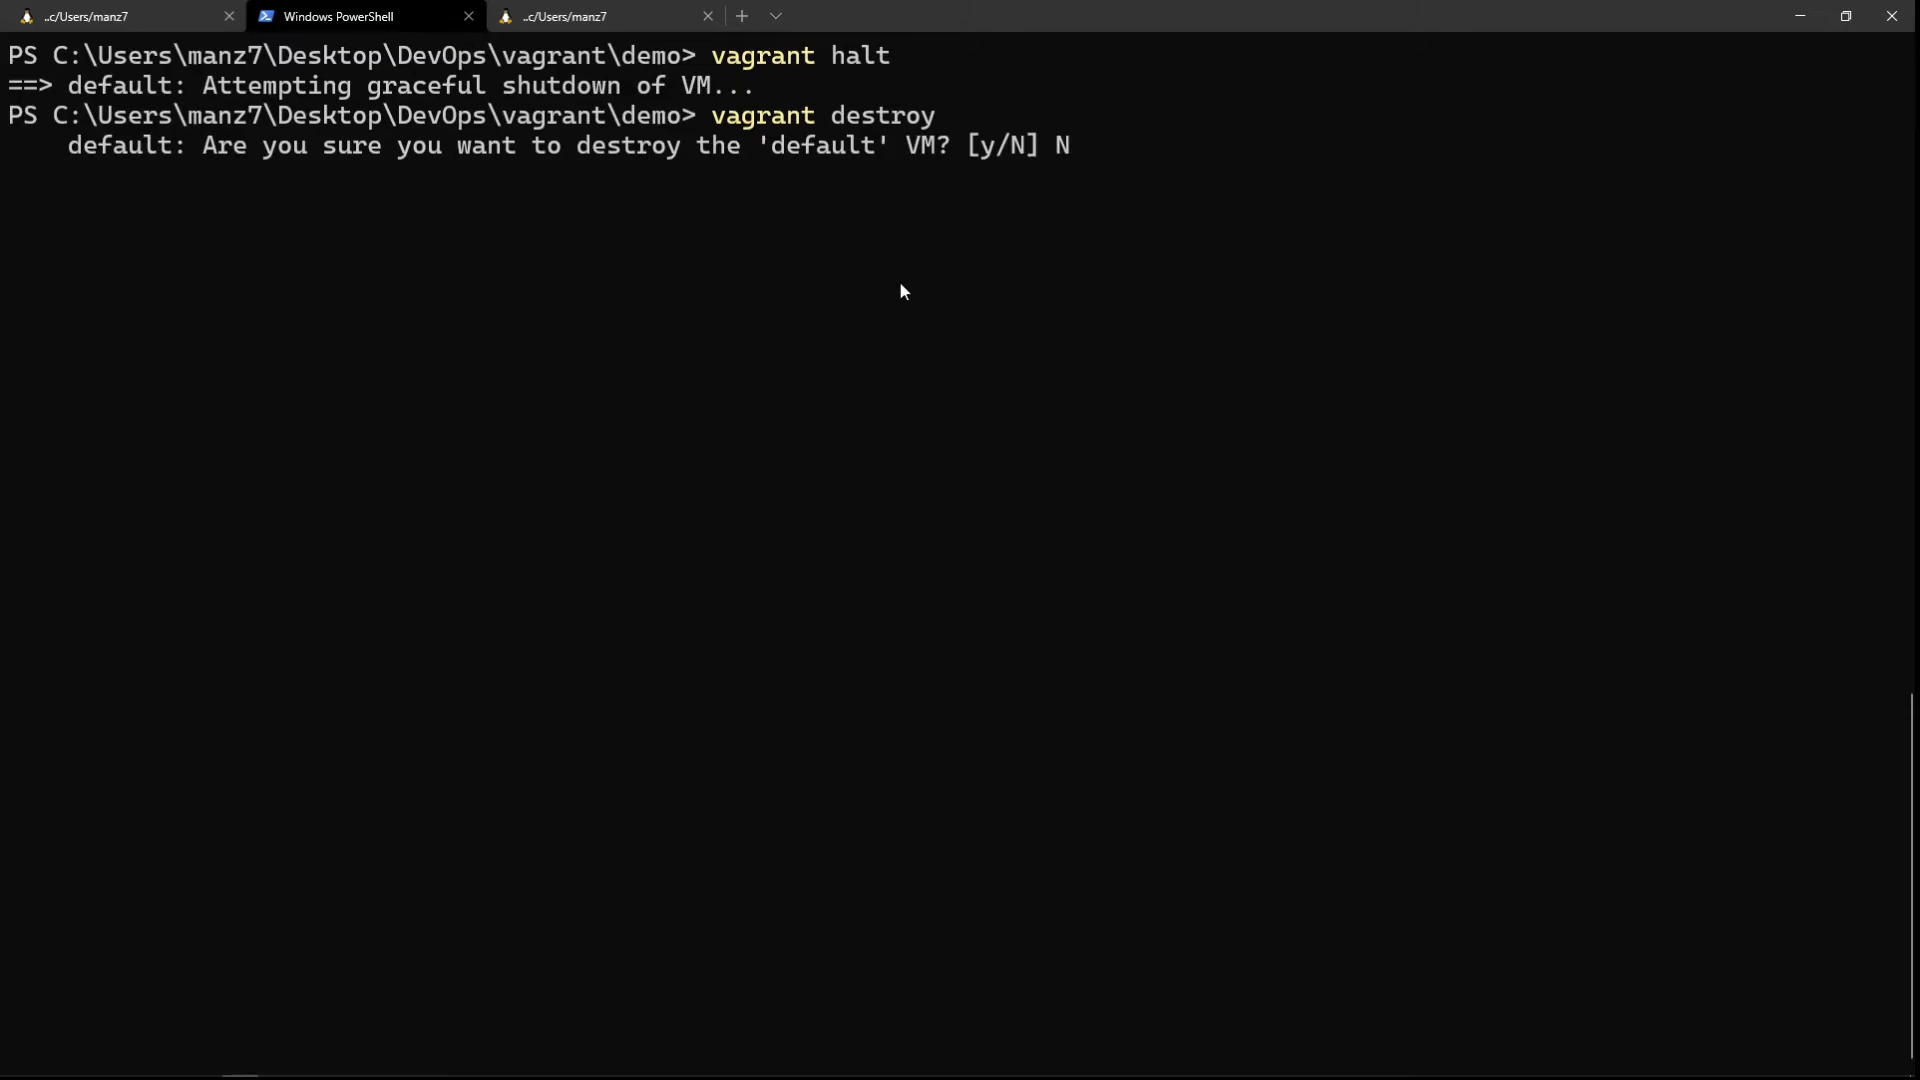 ..c/Users/manz7
Windows PowerShell
..c/Users/manz7
PS C:\Users\manz7\Desktop\DevOps\vagrant\demo> vagrant halt
==> default: Attempting graceful shutdown of VM...
PS C:\Users\manz7\Desktop\DevOps\vagrant\demo> vagrant destroy
default: Are you sure you want to destroy the 'default' VM? [y/N] N